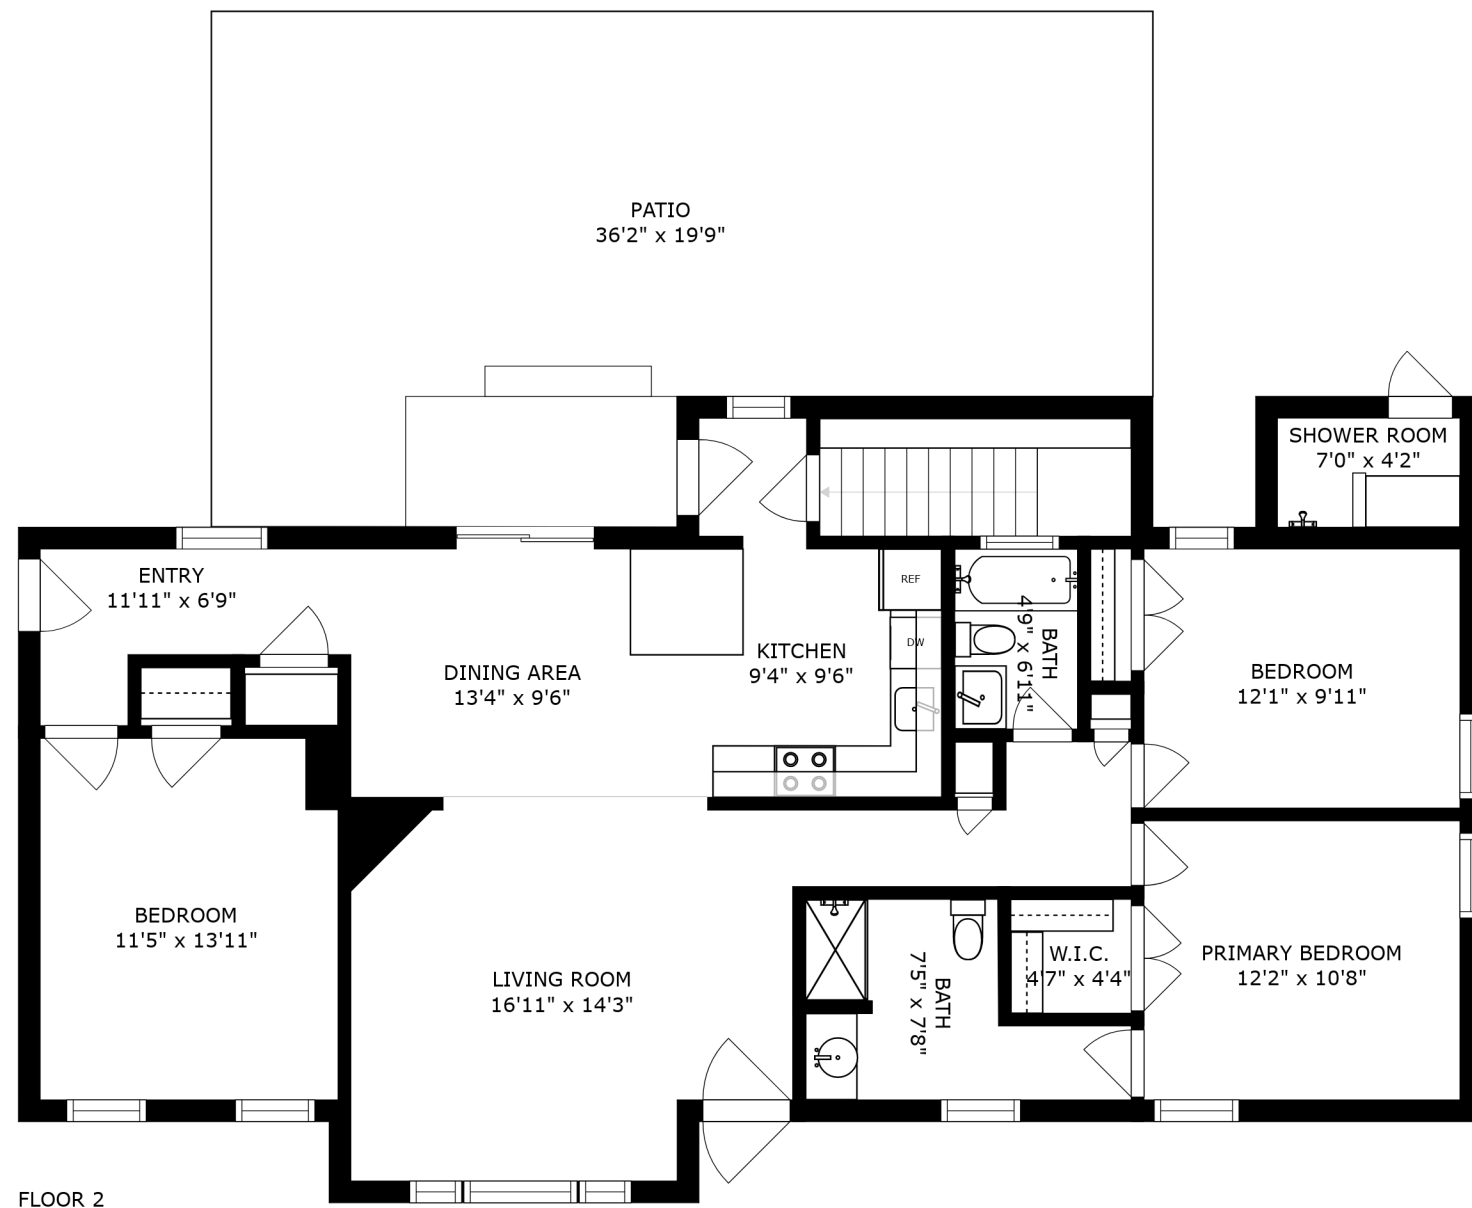 PATIO
36'2" x 19'9"
SHOWER ROOM
7'0" x 4'2"
ENTRY
11'11" x 6'9"
REF
DW
KITCHEN
9'4" x 9'6"
DINING AREA
13'4" x 9'6"
BATH
4'9" x 6'11"
BEDROOM
12'1" x 9'11"
BEDROOM
11'5" x 13'11"
LIVING ROOM
16'11" x 14'3"
BATH
7'5" x 7'8"
W.I.C.
4'7" x 4'4"
PRIMARY BEDROOM
12'2" x 10'8"
FLOOR 2